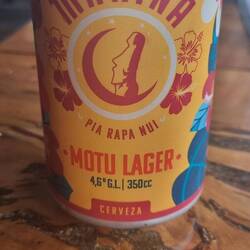 PIA RAPA NUI
• MOTU LAGER •
4,6° G.L. | 350CC
CERVEZA